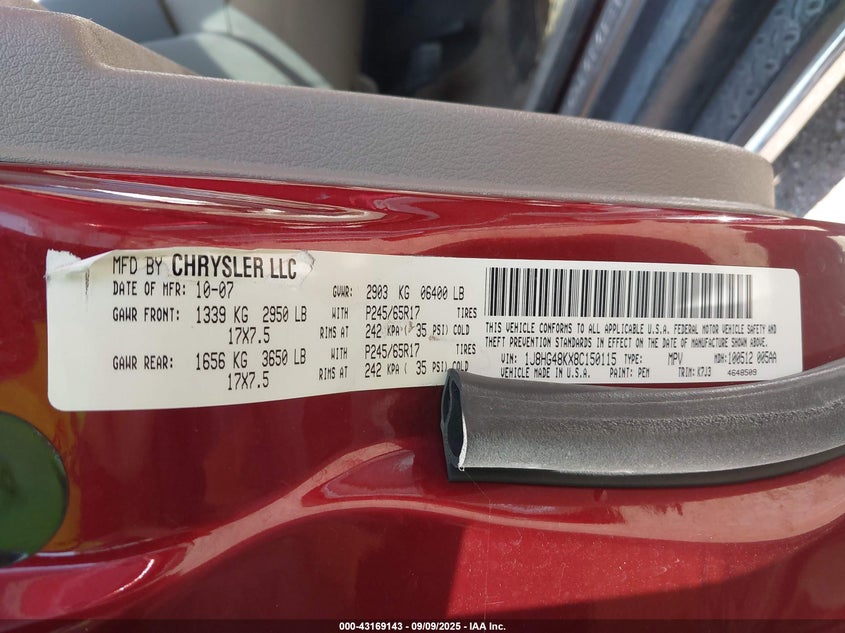 MFD BY CHRYSLER LLC
DATE OF MFR: 10-07 GVWR: 2903 KG 06400 LB
GAWR FRONT: 1339 KG 2950 LB WITH P245/65R17 TIRES
17X7.5 RIMS AT 242 KPA ( 35 PSI) COLD
GAWR REAR: 1656 KG 3650 LB WITH P245/65R17 TIRES
17X7.5 RIMS AT 242 KPA ( 35 PSI) COLD
THIS VEHICLE CONFORMS TO ALL APPLICABLE U.S.A. FEDERAL MOTOR VEHICLE SAFETY AND
THEFT PREVENTION STANDARDS IN EFFECT ON THE DATE OF MANUFACTURE SHOWN ABOVE.
VIN: 1J8HG48KX8C150115 TYPE: MPV MDH: 100512 005AA
VEHICLE MADE IN U.S.A. PAINT: PEM TRIM: K7J3 4648509
000-43169143 - 09/09/2025 - IAA Inc.